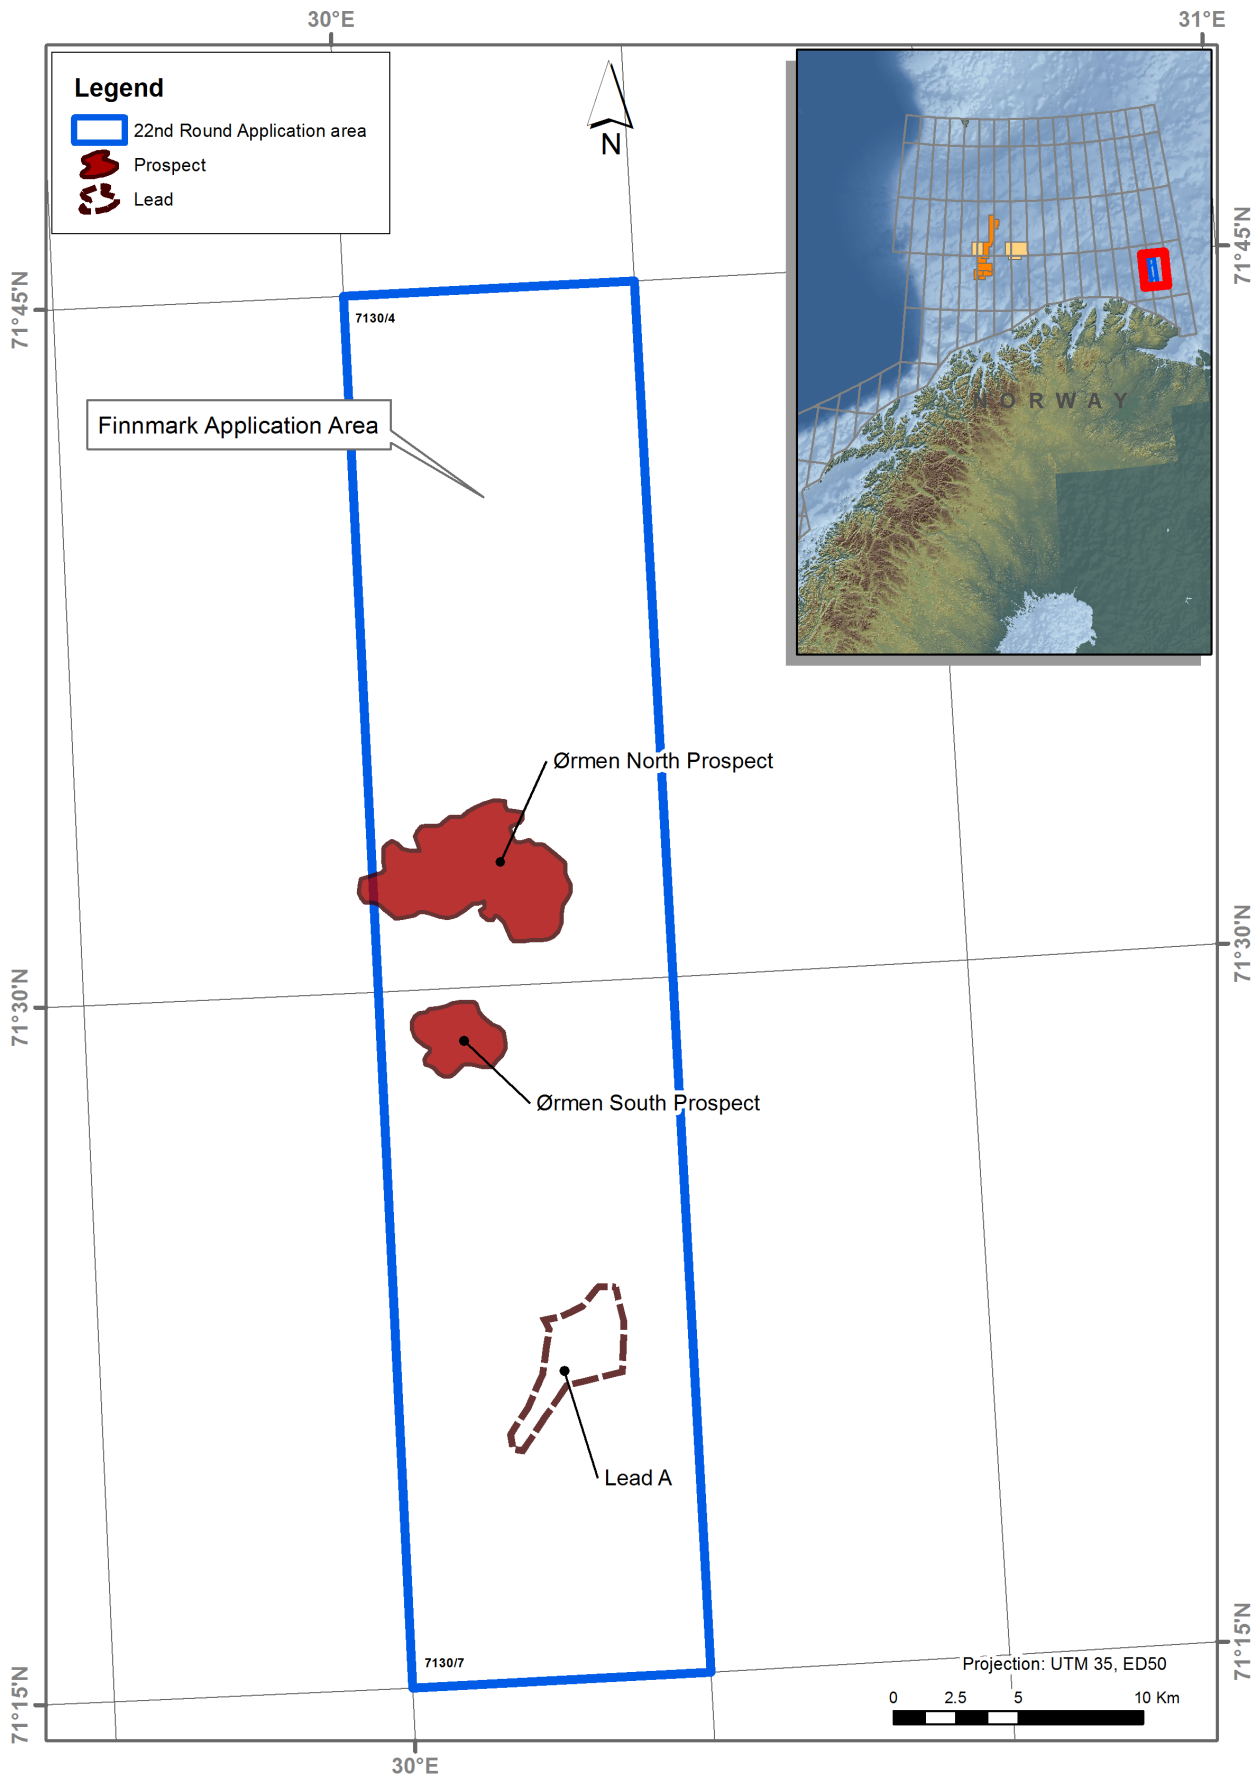 30°E
31°E
Legend
22nd Round Application area
Prospect
Lead
N
NORWAY
71°45'N
71°45'N
7130/4
Finnmark Application Area
Ørmen North Prospect
71°30'N
71°30'N
Ørmen South Prospect
Lead A
7130/7
71°15'N
71°15'N
Projection: UTM 35, ED50
0 2.5 5 10 Km
30°E